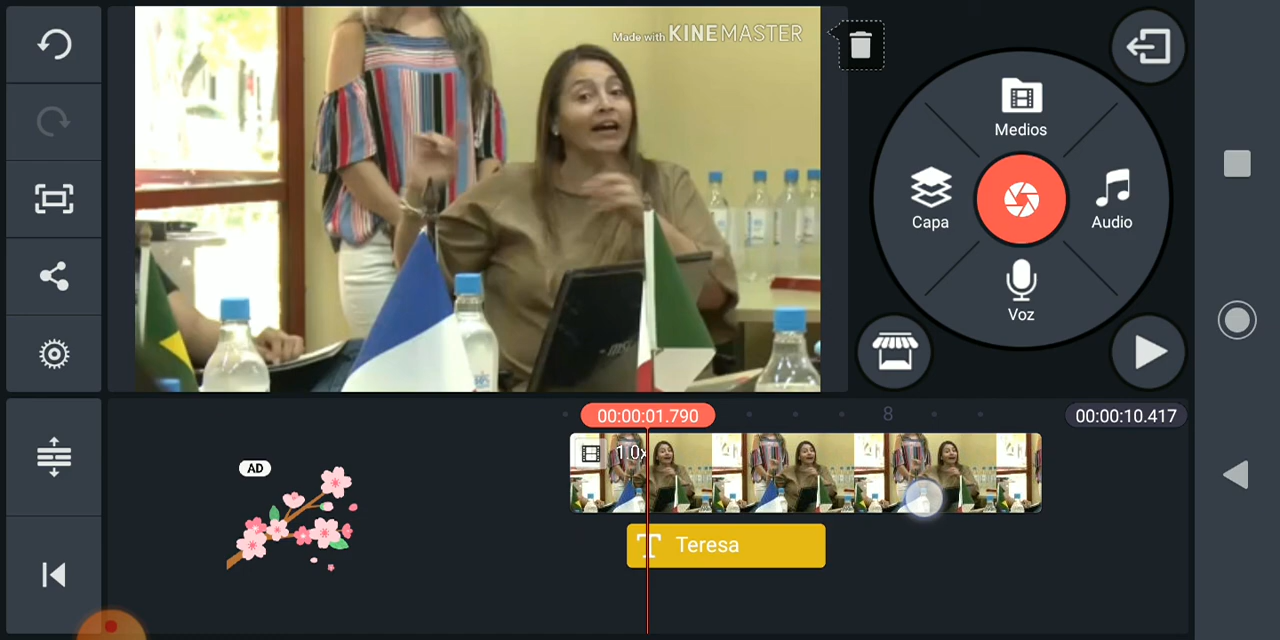 Made with KINEMASTER
Medios
Capa
Audio
Voz
00:00:01.790
8
00:00:10.417
1.0x
AD
T Teresa